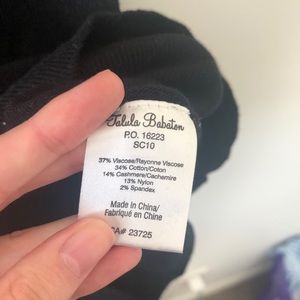 Talula Babaton
P.O. 16223
SC10
37% Viscose/Rayonne Viscose
34% Cotton/Coton
14% Cashmere/Cachemire
13% Nylon
2% Spandex
Made In China/
Fabriqué en Chine
CA# 23725